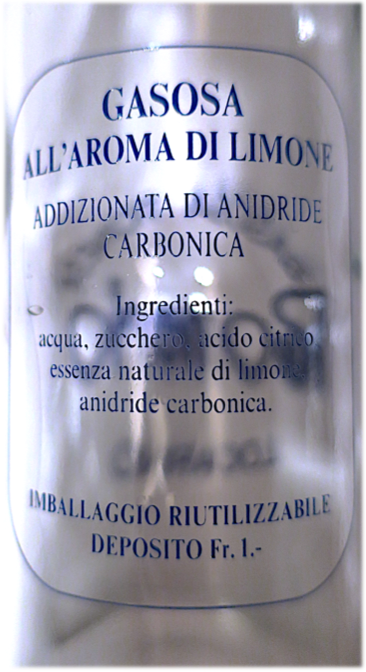 GASOSA
ALL'AROMA DI LIMONE
ADDIZIONATA DI ANIDRIDE
CARBONICA
Ingredienti:
acqua, zucchero, acido citrico,
essenza naturale di limone,
anidride carbonica.
IMBALLAGGIO RIUTILIZZABILE
DEPOSITO Fr. 1.-